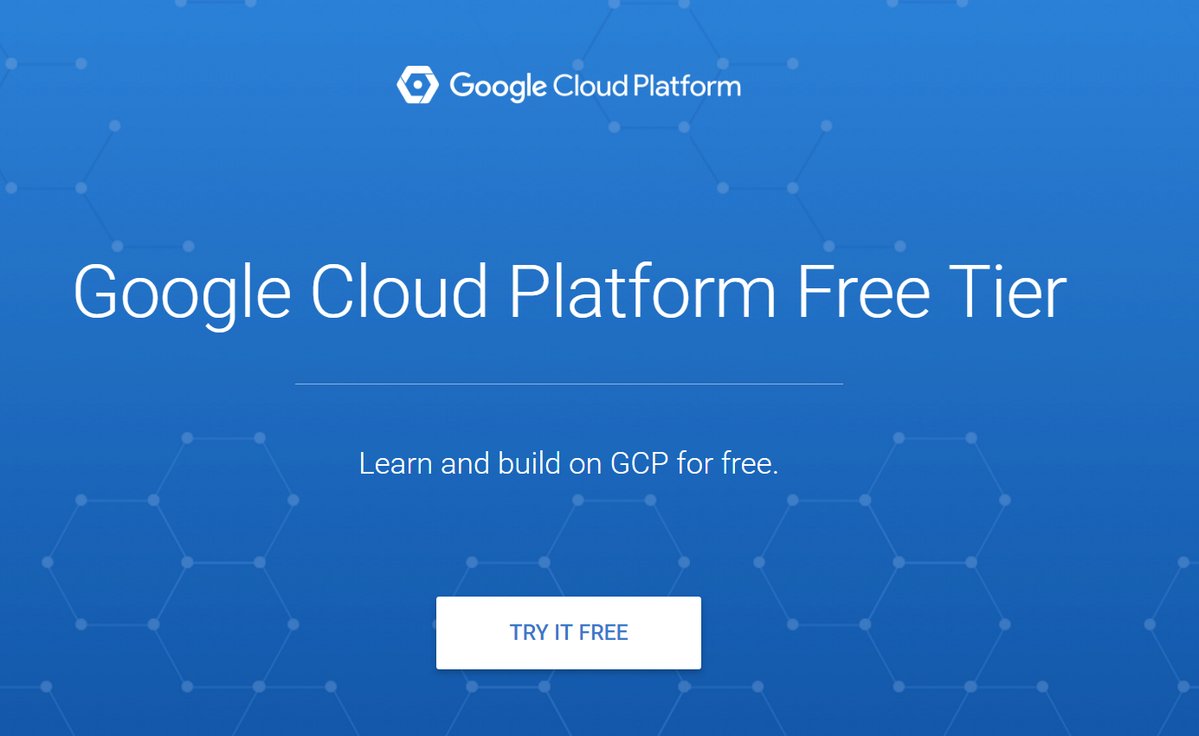 Google Cloud Platform
Google Cloud Platform Free Tier
Learn and build on GCP for free.
TRY IT FREE